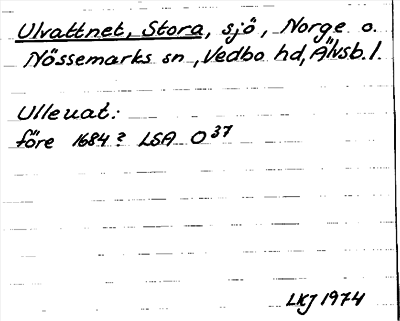 Ulvattnet, Stora, sjö, Norge o.
Nössemarks sn, Vedbo hd, Älvsb. l.
Ulleuat:
före 1684? LSA O37
LKJ 1974